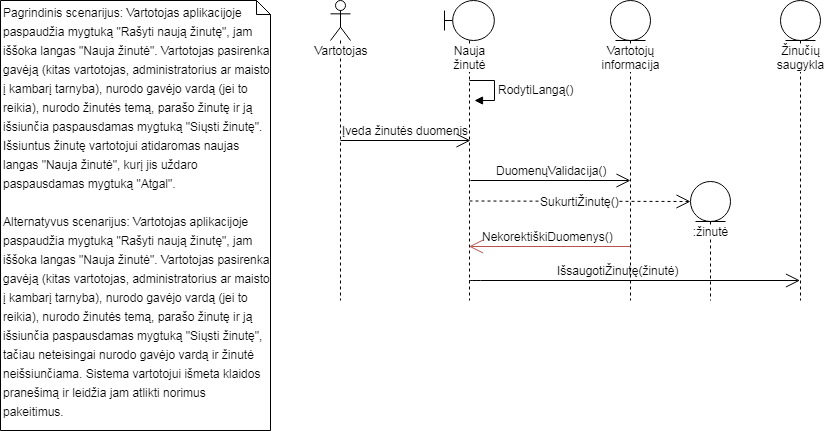 Pagrindinis scenarijus: Vartotojas aplikacijoje
paspaudžia mygtuką "Rašyti naują žinutę", jam
iššoka langas "Nauja žinutė". Vartotojas pasirenka
gavėją (kitas vartotojas, administratorius ar maisto
į kambarį tarnyba), nurodo gavėjo vardą (jei to
reikia), nurodo žinutės temą, parašo žinutę ir ją
išsiunčia paspausdamas mygtuką "Siųsti žinutę".
Išsiuntus žinutę vartotojui atidaromas naujas
langas "Nauja žinutė", kurį jis uždaro
paspausdamas mygtuką "Atgal".
Alternatyvus scenarijus: Vartotojas aplikacijoje
paspaudžia mygtuką "Rašyti naują žinutę", jam
iššoka langas "Nauja žinutė". Vartotojas pasirenka
gavėją (kitas vartotojas, administratorius ar maisto
į kambarį tarnyba), nurodo gavėjo vardą (jei to
reikia), nurodo žinutės temą, parašo žinutę ir ją
išsiunčia paspausdamas mygtuką "Siųsti žinutę",
tačiau neteisingai nurodo gavėjo vardą ir žinutė
neišsiunčiama. Sistema vartotojui išmeta klaidos
pranešimą ir leidžia jam atlikti norimus
pakeitimus.
Vartotojas
Nauja
žinutė
Vartotojų
informacija
Žinučių
saugykla
RodytiLangą()
Įveda žinutės duomenis
DuomenųValidacija()
SukurtiŽinutę()
:žinutė
NekorektiškiDuomenys()
IšsaugotiŽinutę(žinutė)